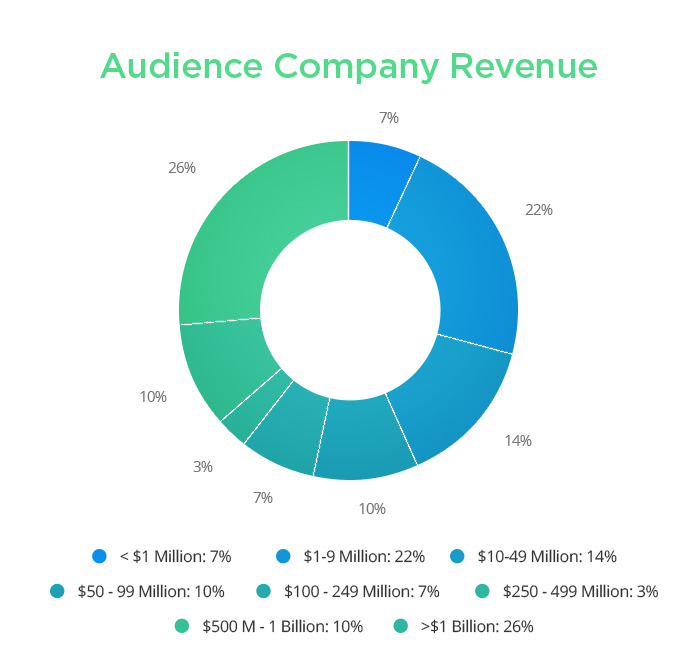 Audience Company Revenue
7%
26%
22%
10%
14%
3%
7%
10%
< $1 Million: 7%
$1-9 Million: 22%
$10-49 Million: 14%
$50 - 99 Million: 10%
$100 - 249 Million: 7%
$250 - 499 Million: 3%
$500 M - 1 Billion: 10%
>$1 Billion: 26%